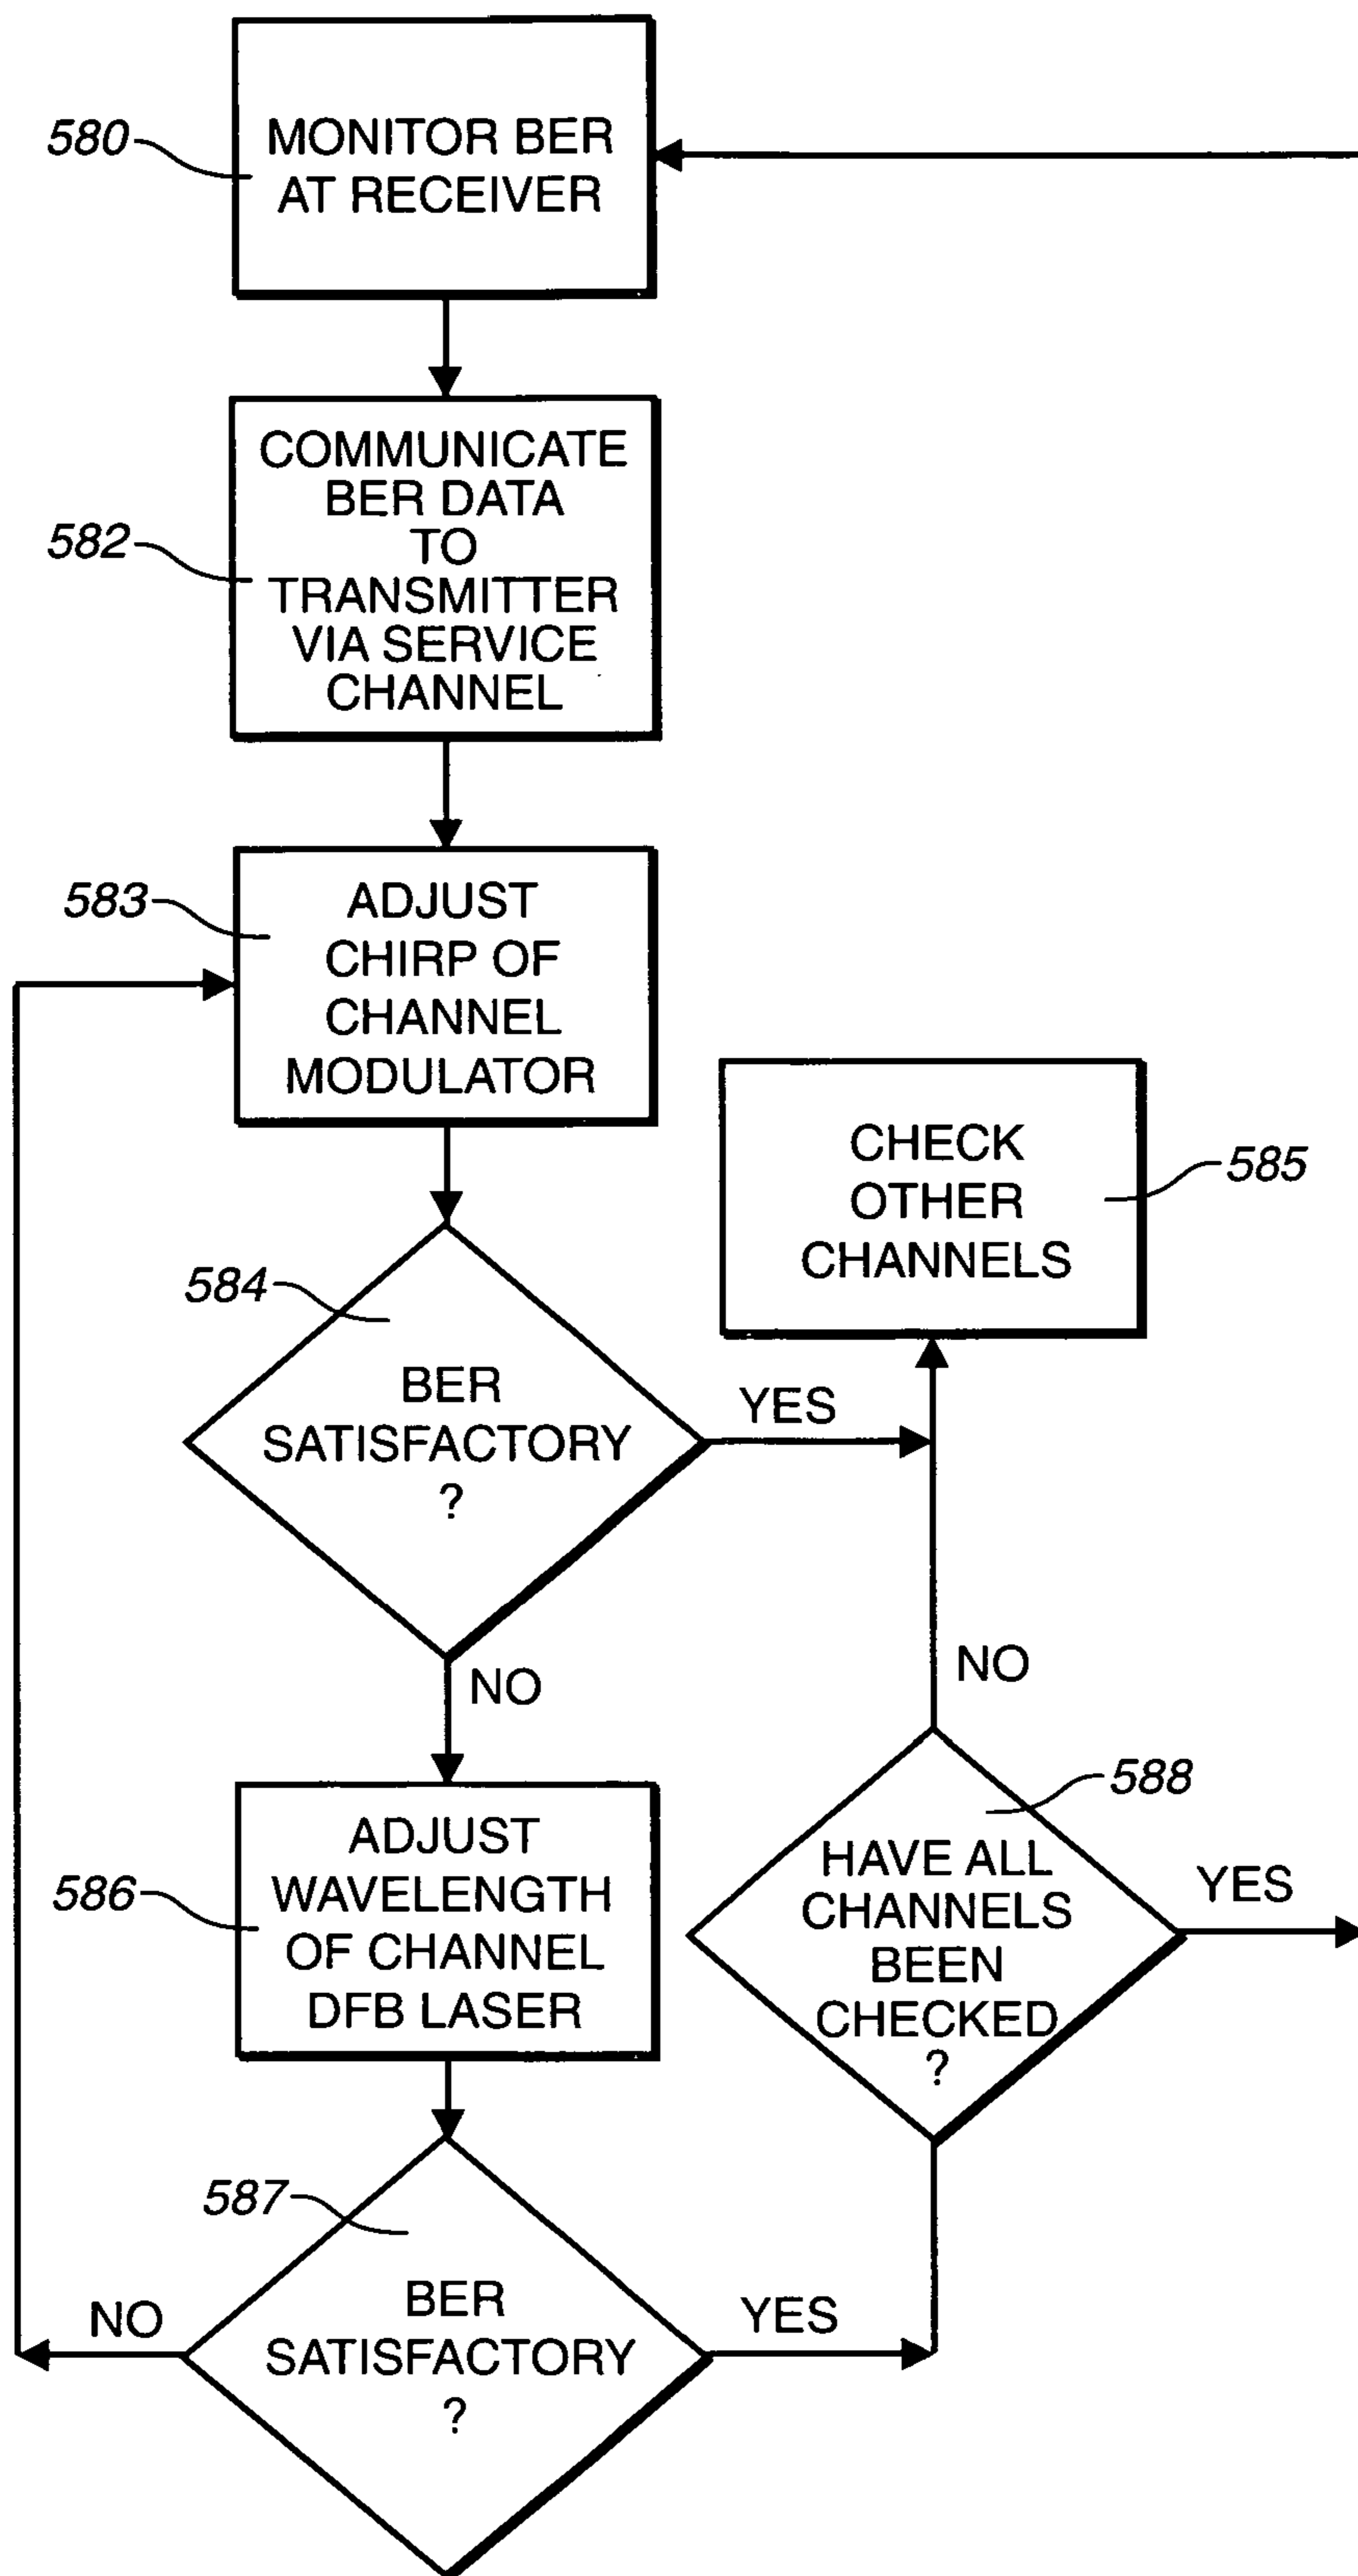 580
MONITOR BER
AT RECEIVER
582
COMMUNICATE
BER DATA
TO
TRANSMITTER
VIA SERVICE
CHANNEL
583
ADJUST
CHIRP OF
CHANNEL
MODULATOR
CHECK
OTHER
CHANNELS
585
584
BER
SATISFACTORY
?
YES
NO
NO
586
ADJUST
WAVELENGTH
OF CHANNEL
DFB LASER
588
HAVE ALL
CHANNELS
BEEN
CHECKED
?
YES
587
BER
SATISFACTORY
?
NO
YES